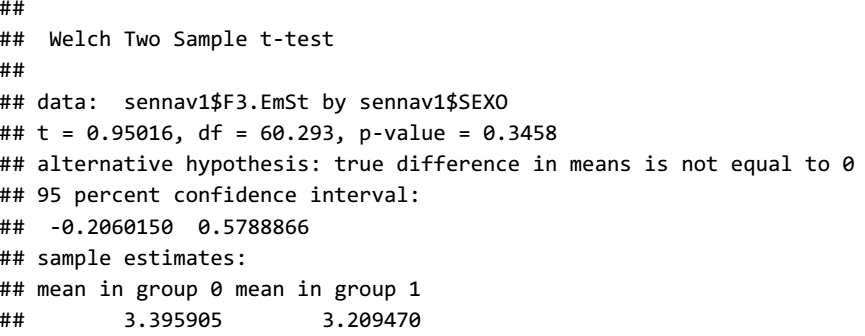 ##
##  Welch Two Sample t-test
##
## data:  sennav1$F3.EmSt by sennav1$SEXO
## t = 0.95016, df = 60.293, p-value = 0.3458
## alternative hypothesis: true difference in means is not equal to 0
## 95 percent confidence interval:
##  -0.2060150  0.5788866
## sample estimates:
## mean in group 0 mean in group 1
##        3.395905        3.209470